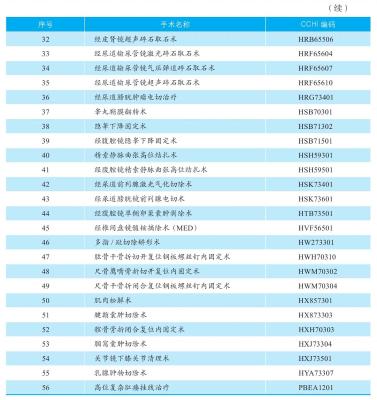 （续）
序号 手术名称 CCHI 编码
32 经皮肾镜超声碎石取石术 HRB65506
33 经尿道输尿管镜激光碎石取石术 HRF65604
34 经尿道输尿管镜气压弹道碎石取石术 HRF65607
35 经尿道输尿管镜超声碎石取石术 HRF65610
36 经尿道膀胱肿瘤电切治疗 HRG73401
37 睾丸鞘膜翻转术 HSB70301
38 隐睾下降固定术 HSB71302
39 经腹腔镜隐睾下降固定术 HSB71501
40 精索静脉曲张高位结扎术 HSH59301
41 经腹腔镜精索静脉曲张高位结扎术 HSH59501
42 经尿道前列腺激光气化切除术 HSK73401
43 经尿道膀胱镜前列腺电切术 HSK73601
44 经腹腔镜单侧卵巢囊肿剥除术 HTB73501
45 经椎间盘镜髓核摘除术（MED） HVF56501
46 多指/趾切除矫形术 HW273301
47 肱骨干骨折切开复位钢板螺丝钉内固定术 HWH70310
48 尺骨鹰嘴骨折切开复位内固定术 HWM70302
49 尺骨干骨折闭合复位钢板螺丝钉内固定术 HWM70304
50 肌肉松解术 HX857301
51 腱鞘囊肿切除术 HX873303
52 髌骨骨折闭合复位内固定术 HXH70303
53 腘窝囊肿切除术 HXJ73304
54 关节镜下膝关节清理术 HXJ73501
55 乳腺肿物切除术 HYA73307
56 高位复杂肛瘘挂线治疗 PBEA1201